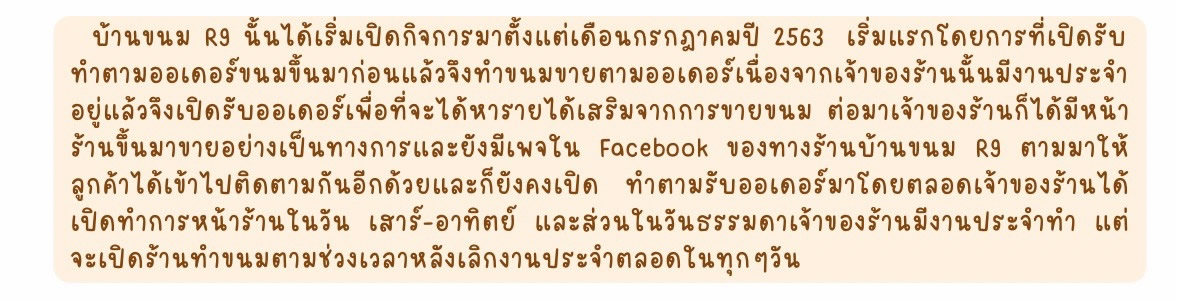 บ้านขนม R9 นั้นได้เริ่มเปิดกิจการมาตั้งแต่เดือนกรกฎาคมปี 2563 เริ่มแรกโดยการที่เปิดรับ
ทำตามออเดอร์ขนมขึ้นมาก่อนแล้วจึงทำขนมขายตามออเดอร์เนื่องจากเจ้าของร้านนั้นมีงานประจำ
อยู่แล้วจึงเปิดรับออเดอร์เพื่อที่จะได้หารายได้เสริมจากการขายขนม ต่อมาเจ้าของร้านก็ได้มีหน้า
ร้านขึ้นมาขายอย่างเป็นทางการและยังมีเพจใน Facebook ของทางร้านบ้านขนม R9 ตามมาให้
ลูกค้าได้เข้าไปติดตามกันอีกด้วยและก็ยังคงเปิด ทำตามรับออเดอร์มาโดยตลอดเจ้าของร้านได้
เปิดทำการหน้าร้านในวัน เสาร์-อาทิตย์ และส่วนในวันธรรมดาเจ้าของร้านมีงานประจำทำ แต่
จะเปิดร้านทำขนมตามช่วงเวลาหลังเลิกงานประจำตลอดในทุกๆวัน